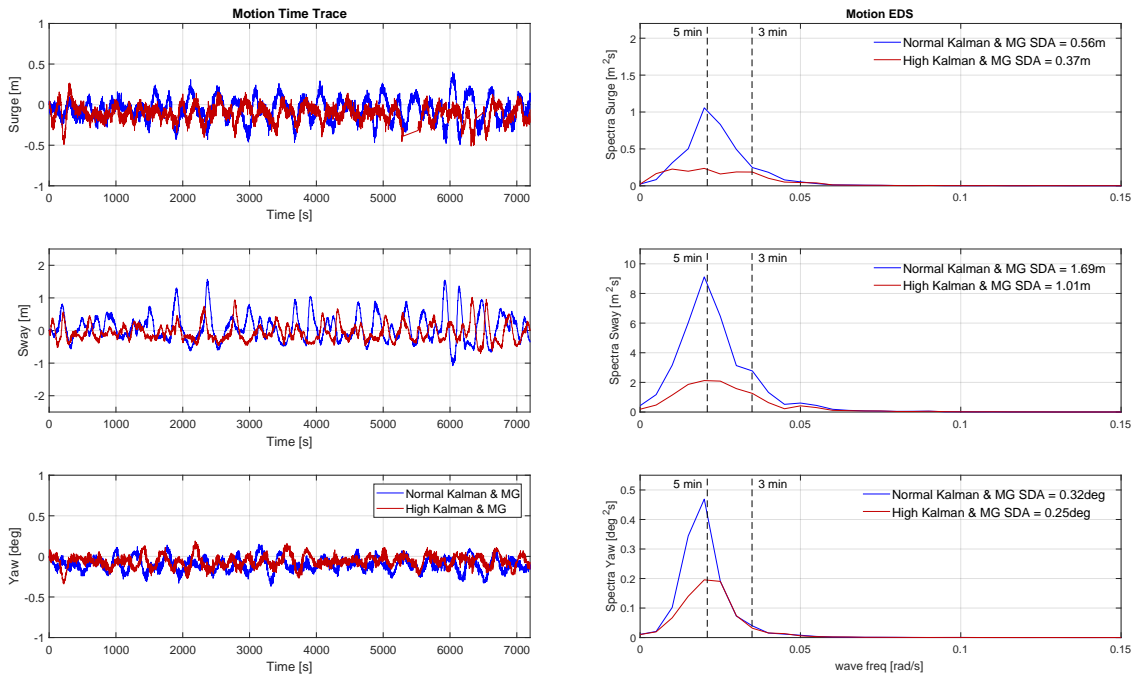 Motion Time Trace
Surge [m]
1
0.5
0
-0.5
-1
0 1000 2000 3000 4000 5000 6000 7000
Time [s]
Motion EDS
Spectra Surge [m 2s]
2
1.5
1
0.5
0
5 min 3 min
Normal Kalman & MG SDA = 0.56m
High Kalman & MG SDA = 0.37m
0 0.05 0.1 0.15
Sway [m]
2
1
0
-1
-2
0 1000 2000 3000 4000 5000 6000 7000
Time [s]
Spectra Sway [m 2s]
10
8
6
4
2
0
5 min 3 min
Normal Kalman & MG SDA = 1.69m
High Kalman & MG SDA = 1.01m
0 0.05 0.1 0.15
Yaw [deg]
1
0.5
0
-0.5
-1
Normal Kalman & MG
High Kalman & MG
0 1000 2000 3000 4000 5000 6000 7000
Time [s]
Spectra Yaw [deg 2s]
0.5
0.4
0.3
0.2
0.1
0
5 min 3 min
Normal Kalman & MG SDA = 0.32deg
High Kalman & MG SDA = 0.25deg
0 0.05 0.1 0.15
wave freq [rad/s]